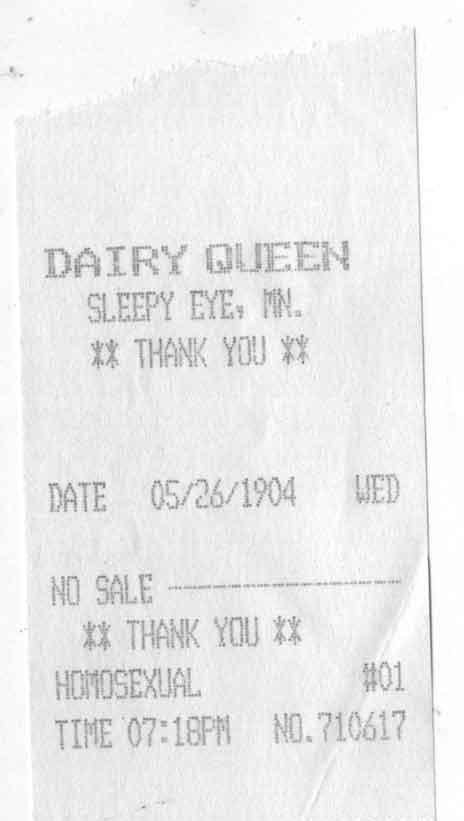 DAIRY QUEEN
SLEEPY EYE, MN.
** THANK YOU **
DATE 05/26/1904 WED
NO SALE --------------------
** THANK YOU **
HOMOSEXUAL #01
TIME 07:18PM NO.710617